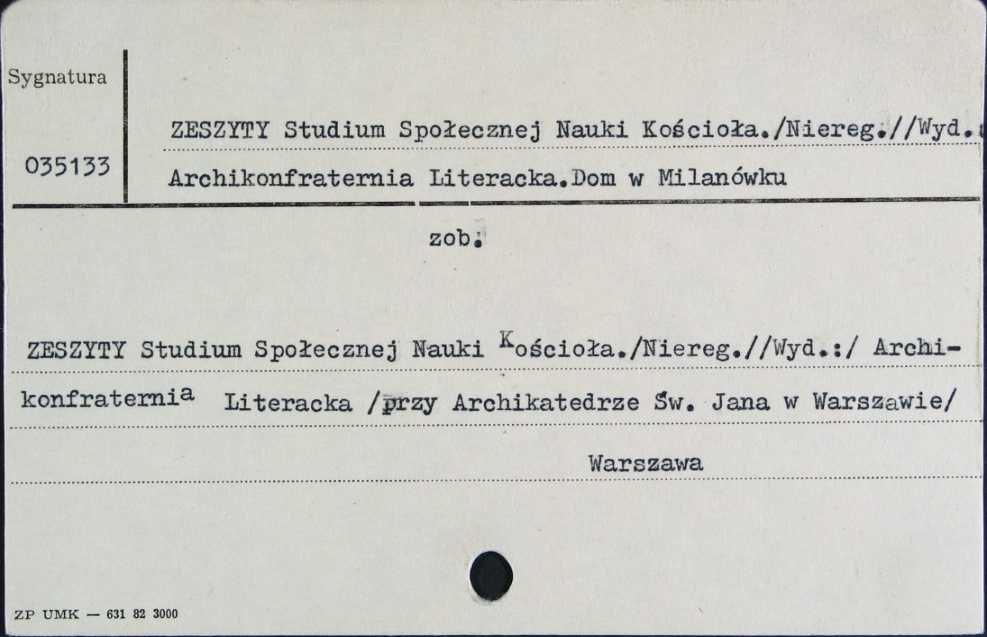 Sygnatura
ZESZYTY Studium Społecznej Nauki Kościoła./Niereg.//Wyd.:
035133
Archikonfraternia Literacka.Dom w Milanówku
zob:
ZESZYTY Studium Społecznej Nauki Kościoła./Niereg.//Wyd.:/ Archi-
konfraternia Literacka /przy Archikatedrze Św. Jana w Warszawie/
Warszawa
ZP UMK — 631 82 3000